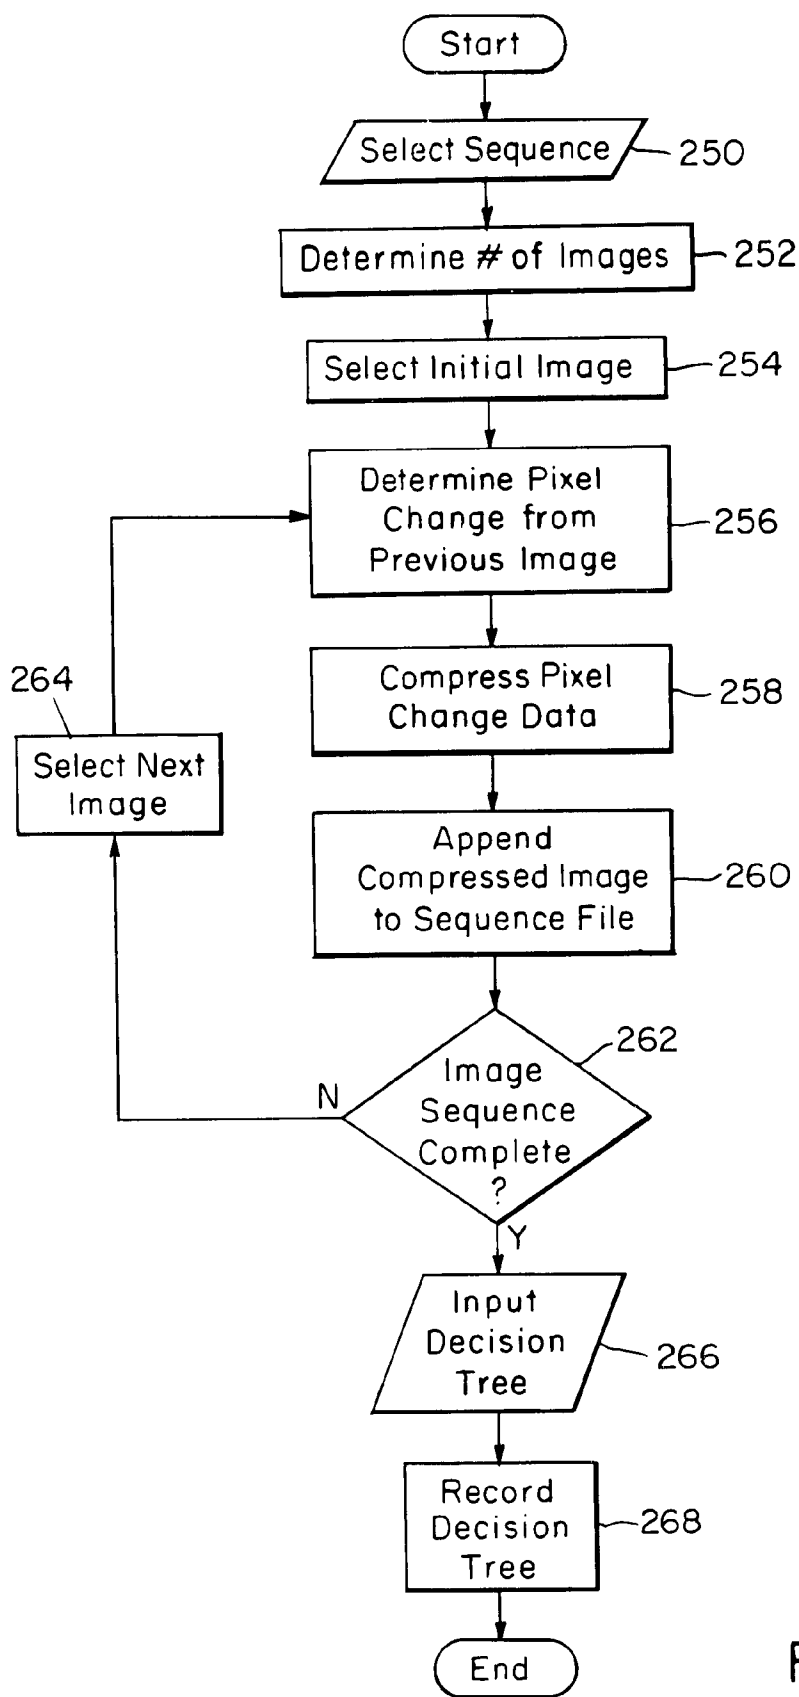 Start
Select Sequence
250
Determine # of Images
252
Select Initial Image
254
Determine Pixel
Change from
Previous Image
256
Compress Pixel
Change Data
258
264
Select Next
Image
Append
Compressed Image
to Sequence File
260
262
Image
Sequence
Complete
?
N
Y
Input
Decision
Tree
266
Record
Decision
Tree
268
End